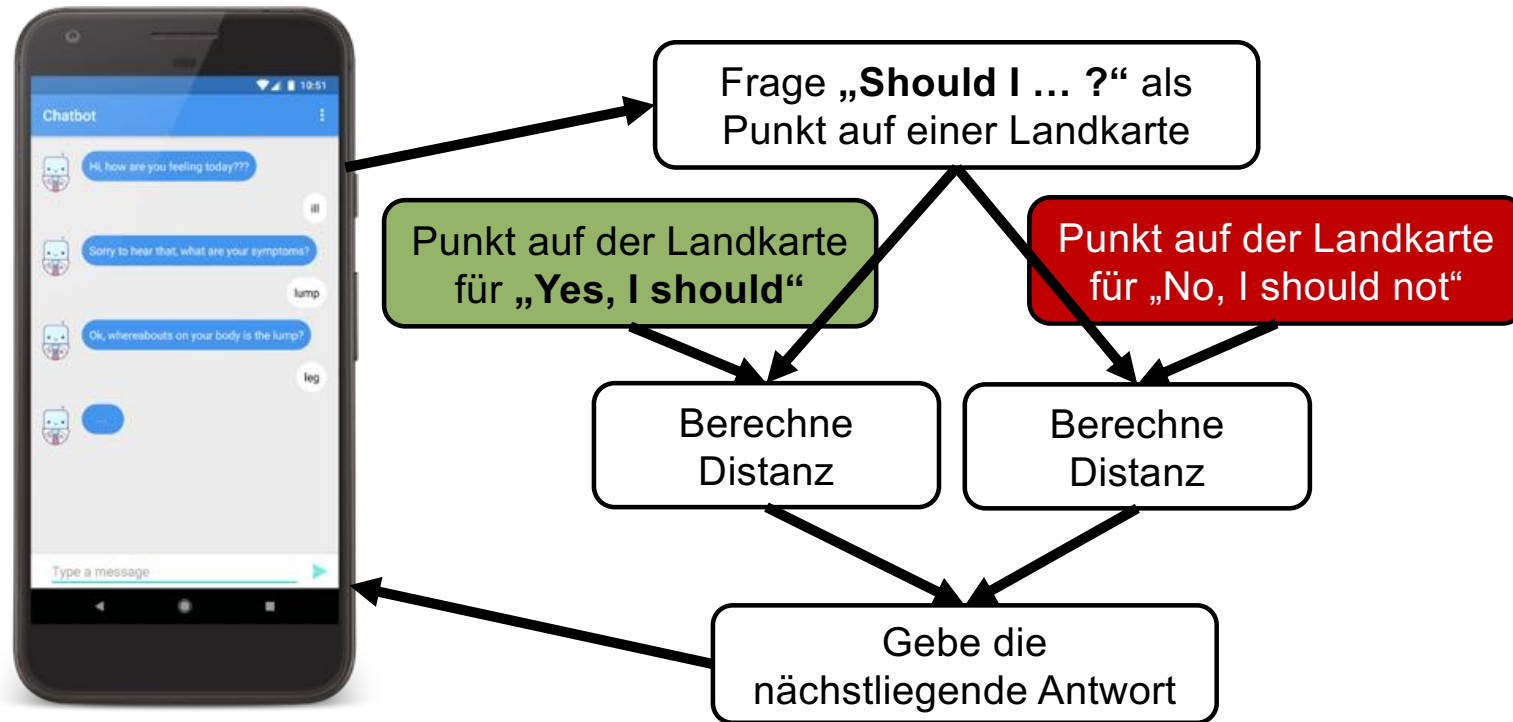 10:51
Chatbot
Hi, how are you feeling today???
ill
Sorry to hear that, what are your symptoms?
lump
Ok, whereabouts on your body is the lump?
leg
...
Type a message
Frage „Should I … ?“ als
Punkt auf einer Landkarte
Punkt auf der Landkarte
für „Yes, I should“
Punkt auf der Landkarte
für „No, I should not“
Berechne
Distanz
Berechne
Distanz
Gebe die
nächstliegende Antwort